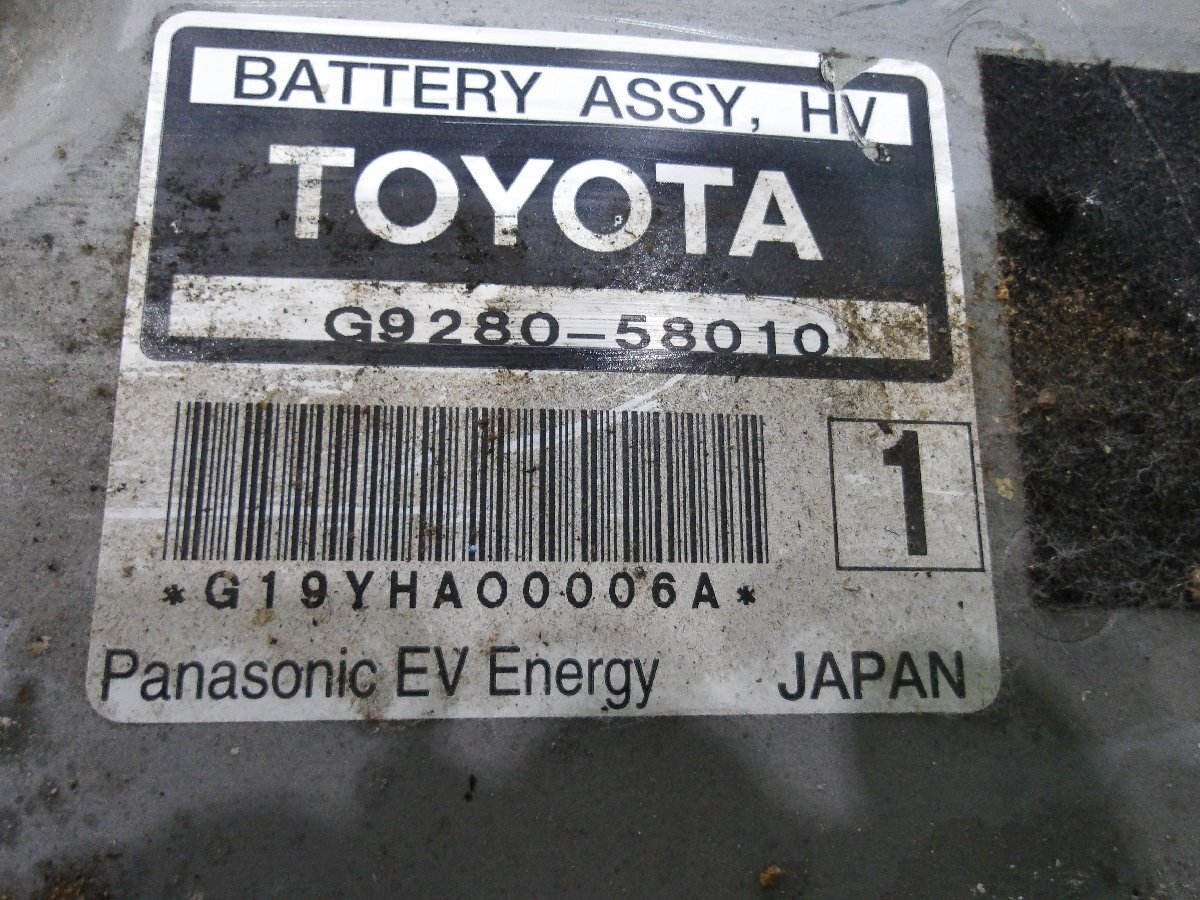 BATTERY ASSY, HV
TOYOTA
G9280-58010
1
*G19YHA00006A*
Panasonic EV Energy JAPAN